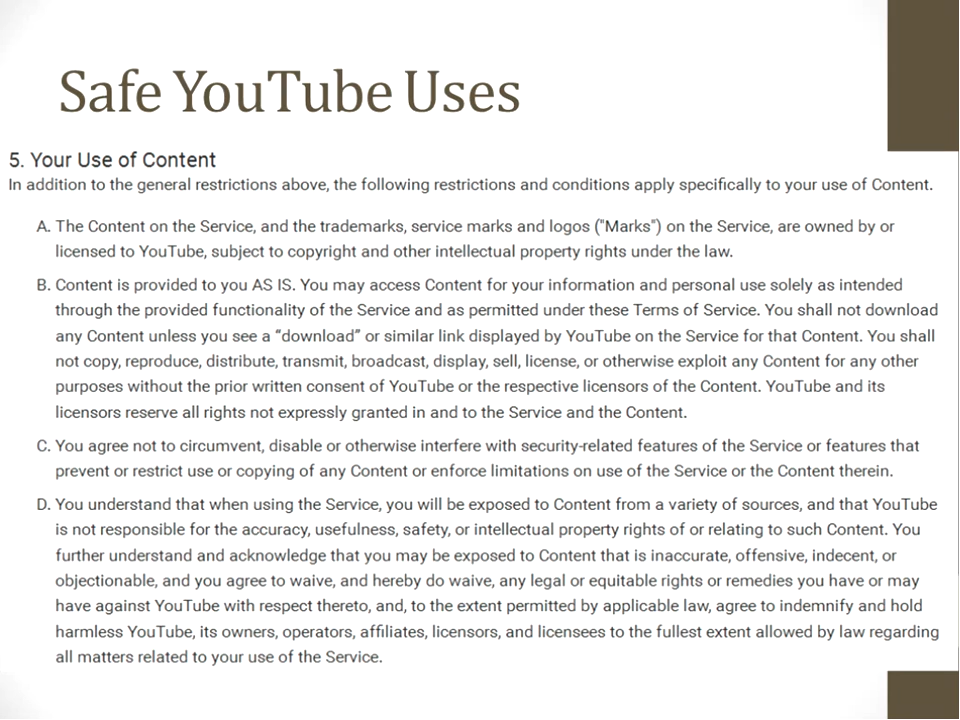 Safe YouTube Uses
5. Your Use of Content
In addition to the general restrictions above, the following restrictions and conditions apply specifically to your use of Content.
A. The Content on the Service, and the trademarks, service marks and logos ("Marks") on the Service, are owned by or
licensed to YouTube, subject to copyright and other intellectual property rights under the law.
B. Content is provided to you AS IS. You may access Content for your information and personal use solely as intended
through the provided functionality of the Service and as permitted under these Terms of Service. You shall not download
any Content unless you see a “download” or similar link displayed by YouTube on the Service for that Content. You shall
not copy, reproduce, distribute, transmit, broadcast, display, sell, license, or otherwise exploit any Content for any other
purposes without the prior written consent of YouTube or the respective licensors of the Content. YouTube and its
licensors reserve all rights not expressly granted in and to the Service and the Content.
C. You agree not to circumvent, disable or otherwise interfere with security-related features of the Service or features that
prevent or restrict use or copying of any Content or enforce limitations on use of the Service or the Content therein.
D. You understand that when using the Service, you will be exposed to Content from a variety of sources, and that YouTube
is not responsible for the accuracy, usefulness, safety, or intellectual property rights of or relating to such Content. You
further understand and acknowledge that you may be exposed to Content that is inaccurate, offensive, indecent, or
objectionable, and you agree to waive, and hereby do waive, any legal or equitable rights or remedies you have or may
have against YouTube with respect thereto, and, to the extent permitted by applicable law, agree to indemnify and hold
harmless YouTube, its owners, operators, affiliates, licensors, and licensees to the fullest extent allowed by law regarding
all matters related to your use of the Service.